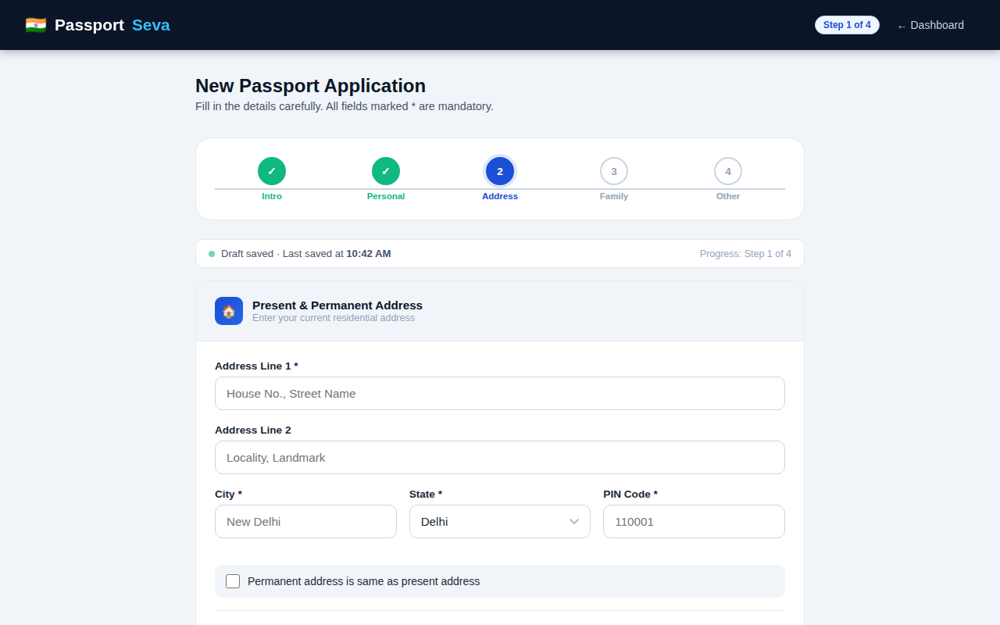 Passport Seva
Step 1 of 4
← Dashboard
New Passport Application
Fill in the details carefully. All fields marked * are mandatory.
✓ ✓ 2 3 4
Intro Personal Address Family Other
Draft saved · Last saved at 10:42 AM
Progress: Step 1 of 4
Present & Permanent Address
Enter your current residential address
Address Line 1 *
House No., Street Name
Address Line 2
Locality, Landmark
City * State * PIN Code *
New Delhi Delhi 110001
Permanent address is same as present address